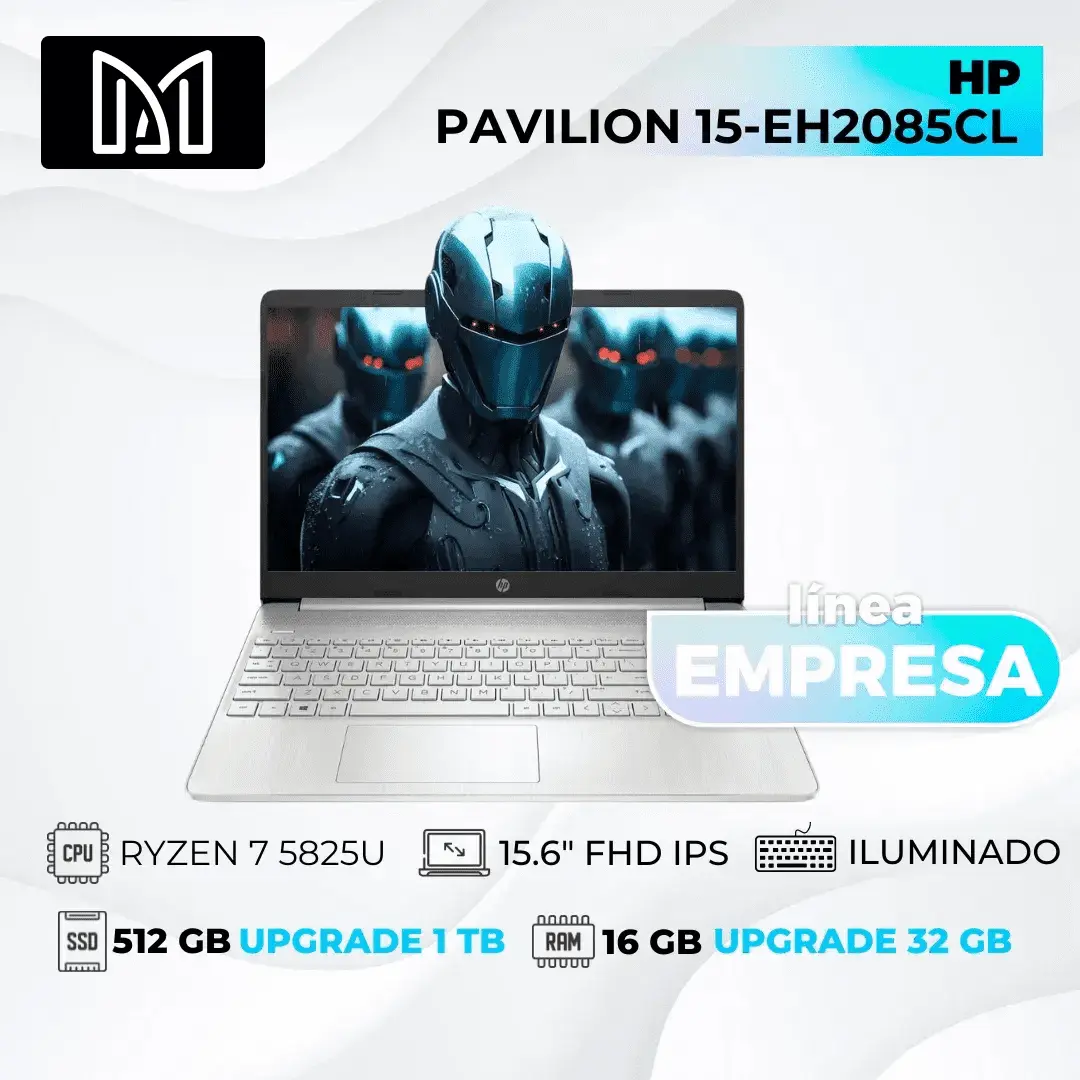 HP
PAVILION 15-EH2085CL
hp
línea
EMPRESA
CPU RYZEN 7 5825U
15.6" FHD IPS
ILUMINADO
SSD 512 GB UPGRADE 1 TB
RAM 16 GB UPGRADE 32 GB